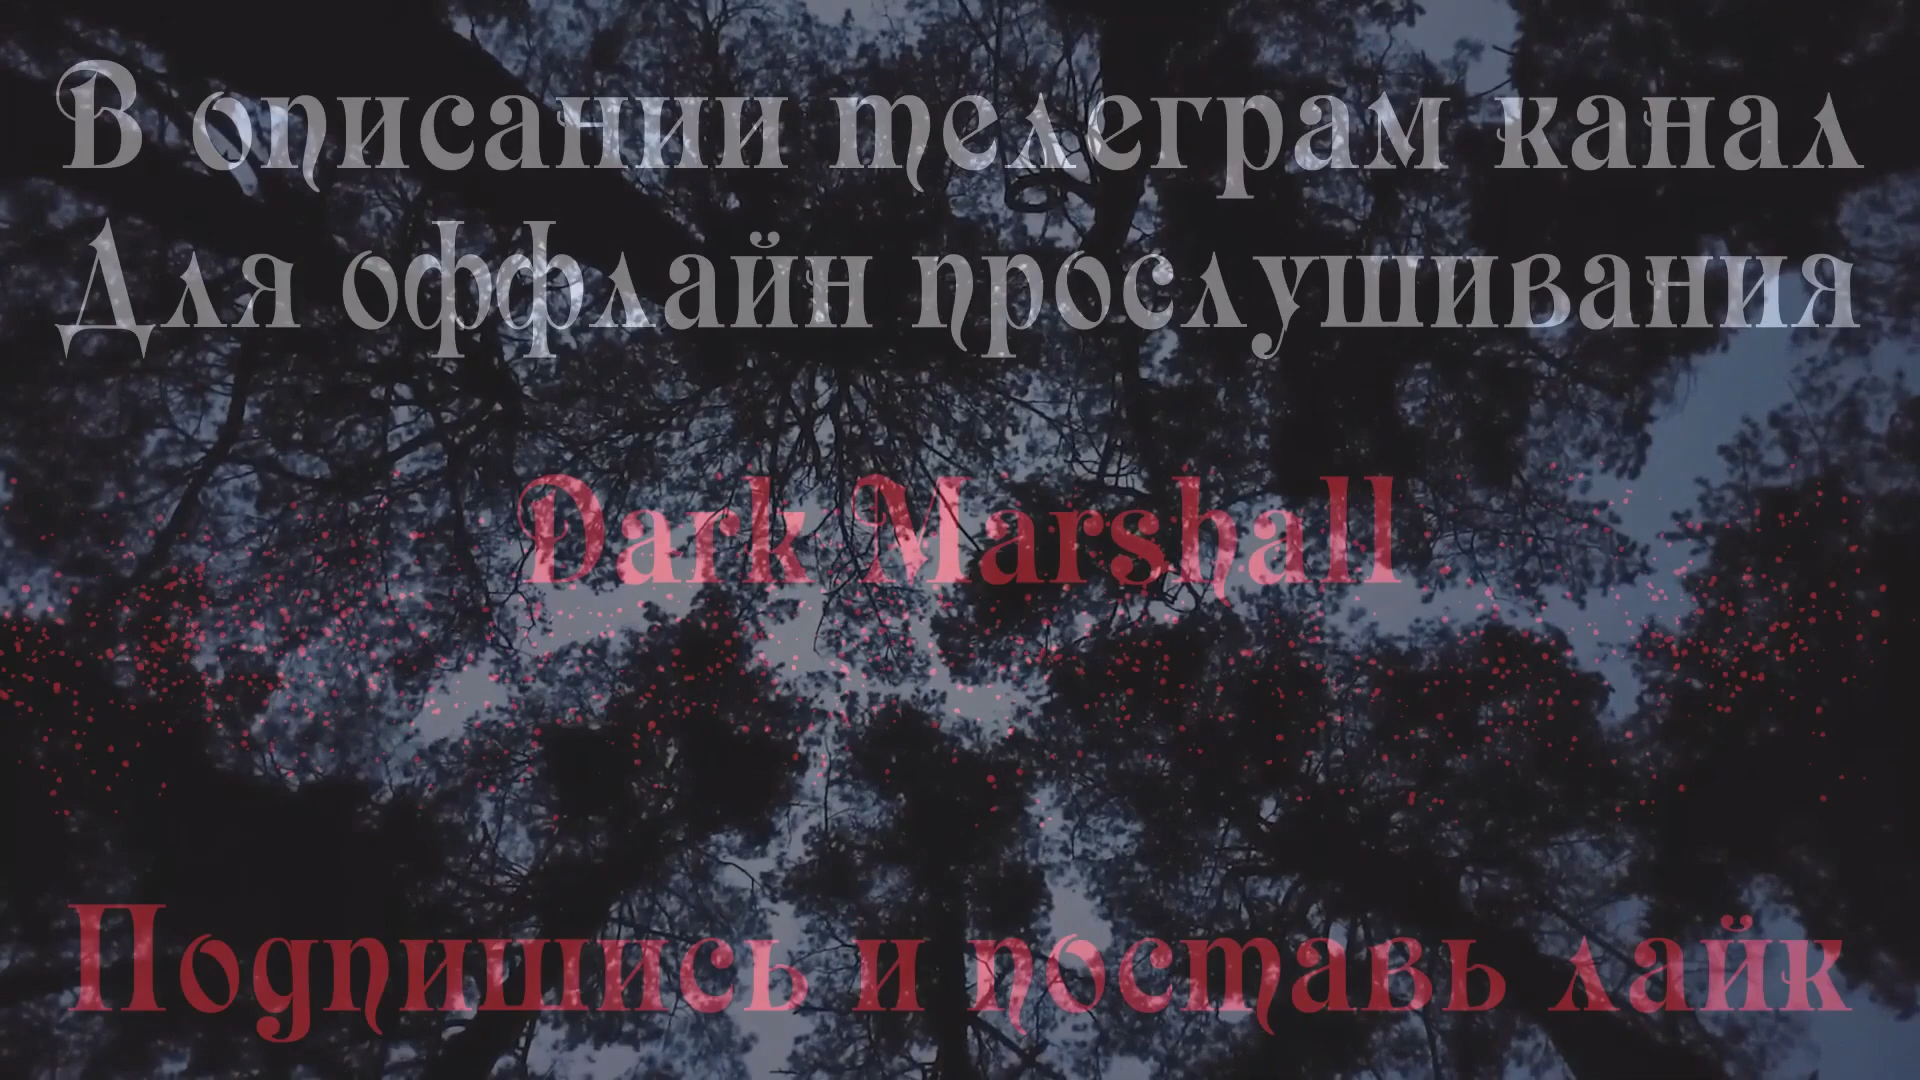 В описании телеграм канал
Для оффлайн прослушивания
Dark Marshall
Подпишись и поставь лайк